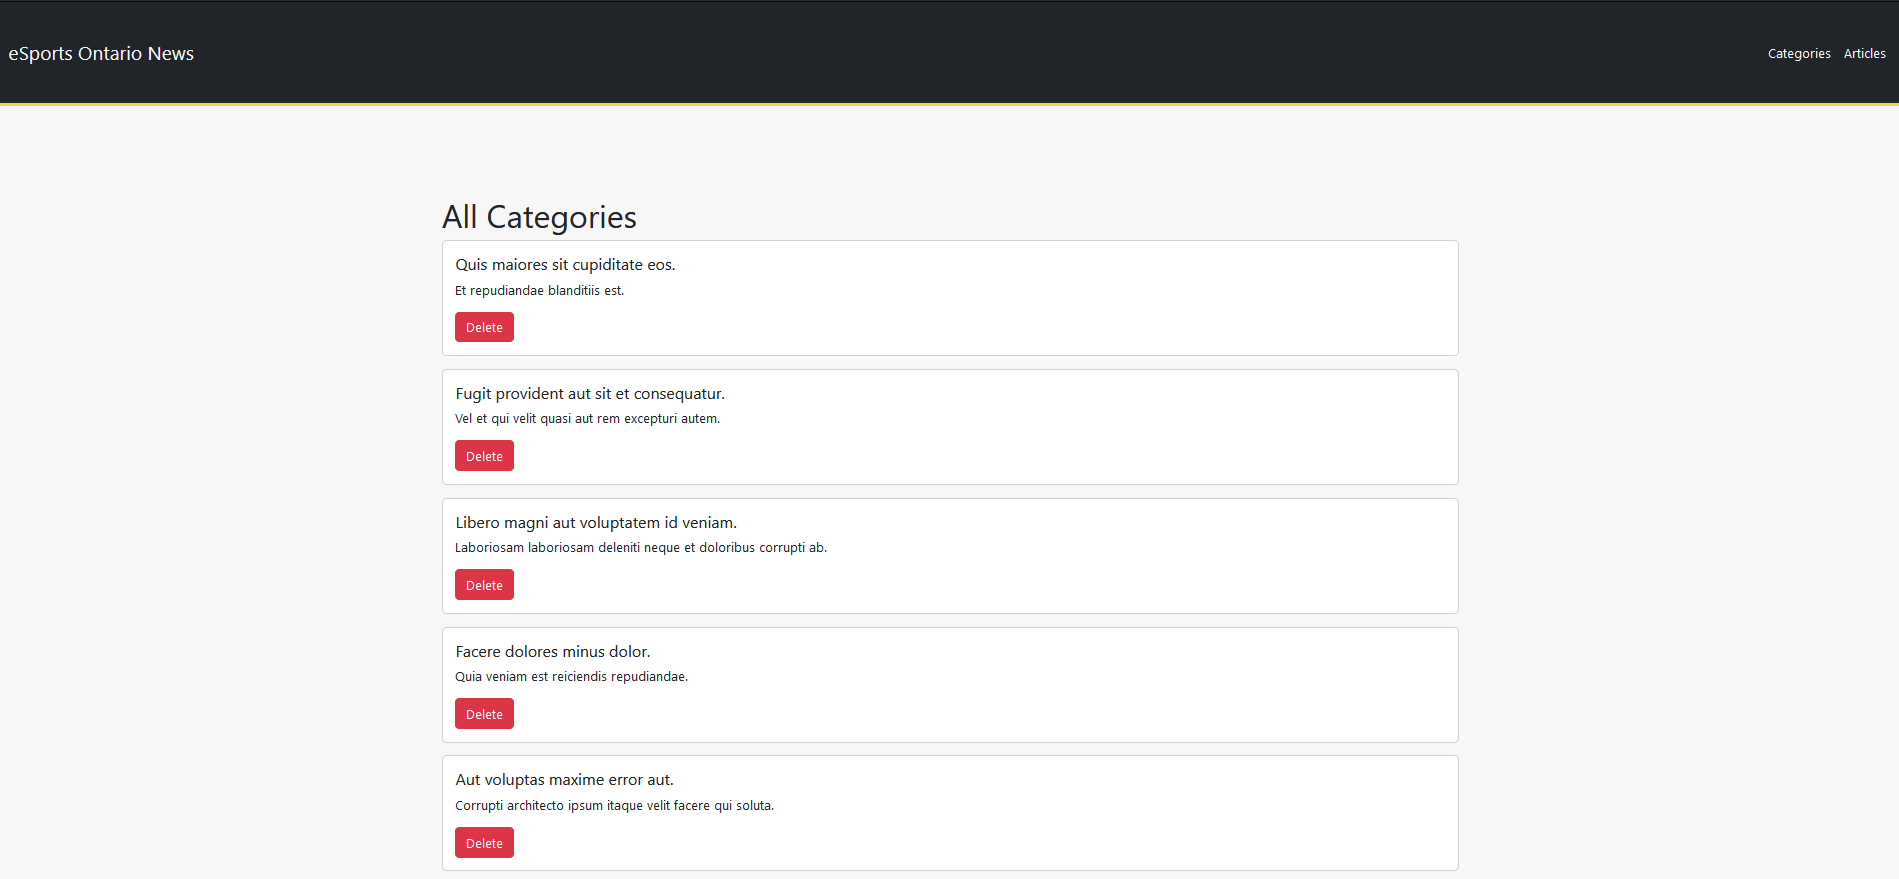 eSports Ontario News
Categories Articles
All Categories
Quis maiores sit cupiditate eos.
Et repudiandae blanditiis est.
Delete
Fugit provident aut sit et consequatur.
Vel et qui velit quasi aut rem excepturi autem.
Delete
Libero magni aut voluptatem id veniam.
Laboriosam laboriosam deleniti neque et doloribus corrupti ab.
Delete
Facere dolores minus dolor.
Quia veniam est reiciendis repudiandae.
Delete
Aut voluptas maxime error aut.
Corrupti architecto ipsum itaque velit facere qui soluta.
Delete